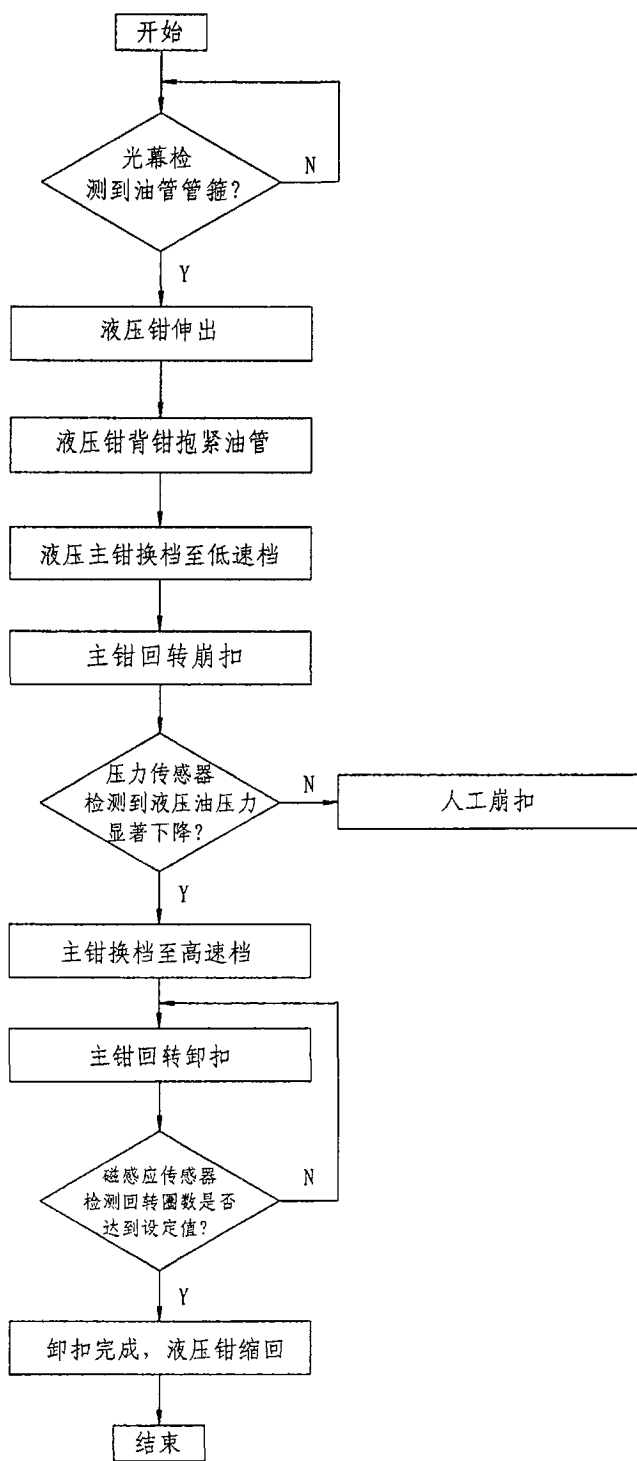 开始
光幕检
测到油管管箍?
N
Y
液压钳伸出
液压钳背钳抱紧油管
液压主钳换档至低速档
主钳回转崩扣
压力传感器
检测到液压油压力
显著下降?
N
人工崩扣
Y
主钳换档至高速档
主钳回转卸扣
磁感应传感器
检测回转圈数是否
达到设定值?
N
Y
卸扣完成，液压钳缩回
结束